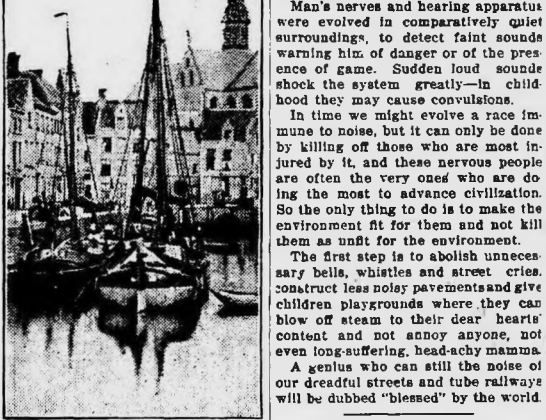 Man's nerves and hearing apparatus
were evolved in comparatively quiet
surroundings, to detect faint sounds
warning him of danger or of the pres-
ence of game. Sudden loud sounds
shock the system greatly—in child-
hood they may cause convulsions.
In time we might evolve a race im-
mune to noise, but it can only be done
by killing off those who are most in-
jured by it, and these nervous people
are often the very ones who are do-
ing the most to advance civilization.
So the only thing to do is to make the
environment fit for them and not kill
them as unfit for the environment.
The first step is to abolish unneces-
sary bells, whistles and street cries,
construct less noisy pavements and give
children playgrounds where they can
blow off steam to their dear hearts'
content and not annoy anyone, not
even long-suffering, head-achy mamma.
A genius who can still the noise of
our dreadful streets and tube railways
will be dubbed "blessed" by the world.